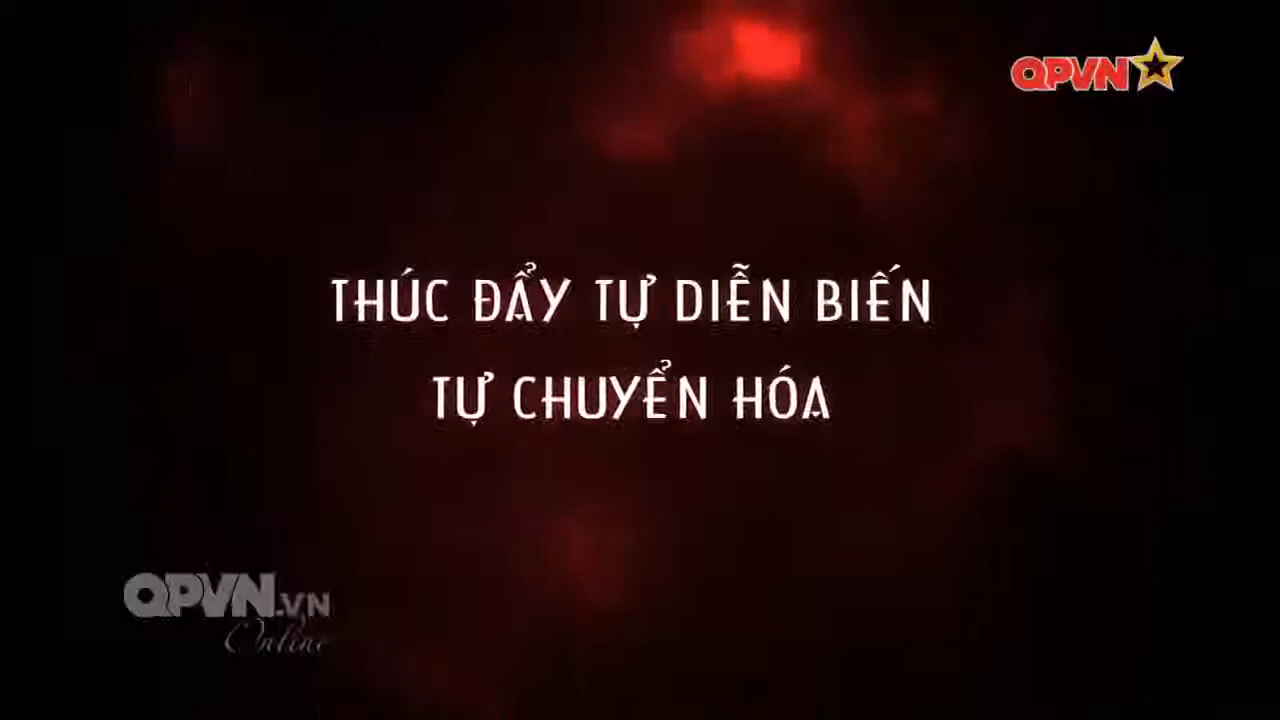 QPVN
THÚC ĐẨY TỰ DIỄN BIẾN
TỰ CHUYỂN HÓA
QPVN.VN
Online